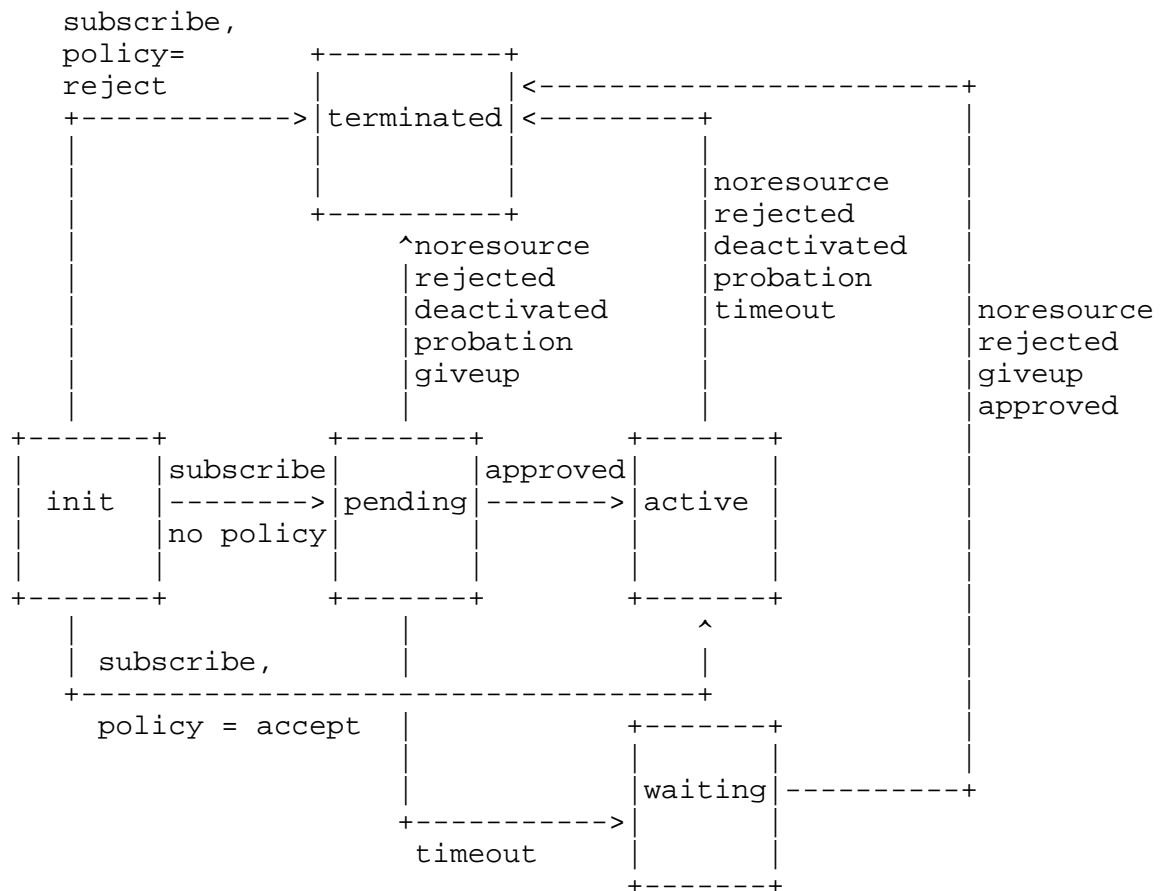 subscribe,
policy=
reject
terminated
noresource
rejected
deactivated
probation
timeout
noresource
rejected
deactivated
probation
giveup
noresource
rejected
giveup
approved
init
subscribe
no policy
pending
approved
active
subscribe,
policy = accept
waiting
timeout